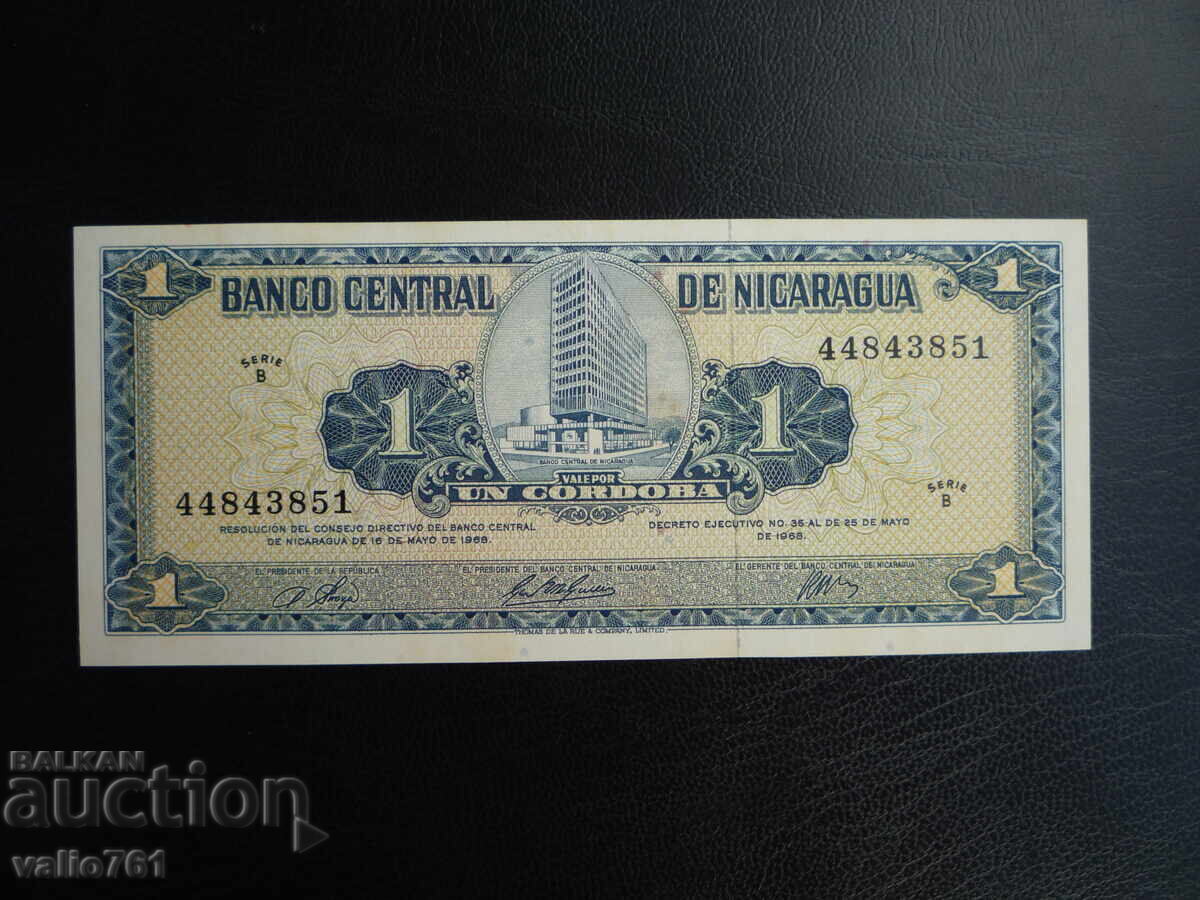 1 BANCO CENTRAL DE NICARAGUA 1
SERIE
B
44843851
1 1
BANCO CENTRAL DE NICARAGUA
VALE POR
UN CORDOBA
44843851
SERIE
B
RESOLUCIÓN DEL CONSEJO DIRECTIVO DEL BANCO CENTRAL
DE NICARAGUA DE 16 DE MAYO DE 1968.
DECRETO EJECUTIVO NO. 35-AL DE 25 DE MAYO
DE 1968.
1 1
EL PRESIDENTE DE LA REPÚBLICA
EL PRESIDENTE DEL BANCO CENTRAL DE NICARAGUA
EL GERENTE DEL BANCO CENTRAL DE NICARAGUA
THOMAS DE LA RUE & COMPANY, LIMITED.
BALKAN
auction
valio761